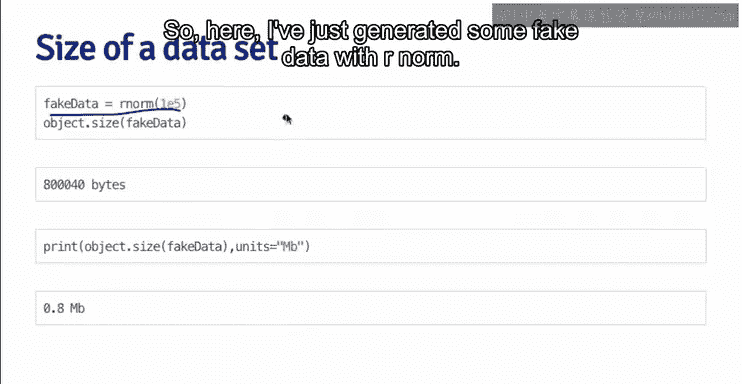 So, here, I've just generated some fake
data with r norm.
Size of a data set
fakeData = rnorm(1e5)
object.size(fakeData)
800040 bytes
print(object.size(fakeData),units="Mb")
0.8 Mb